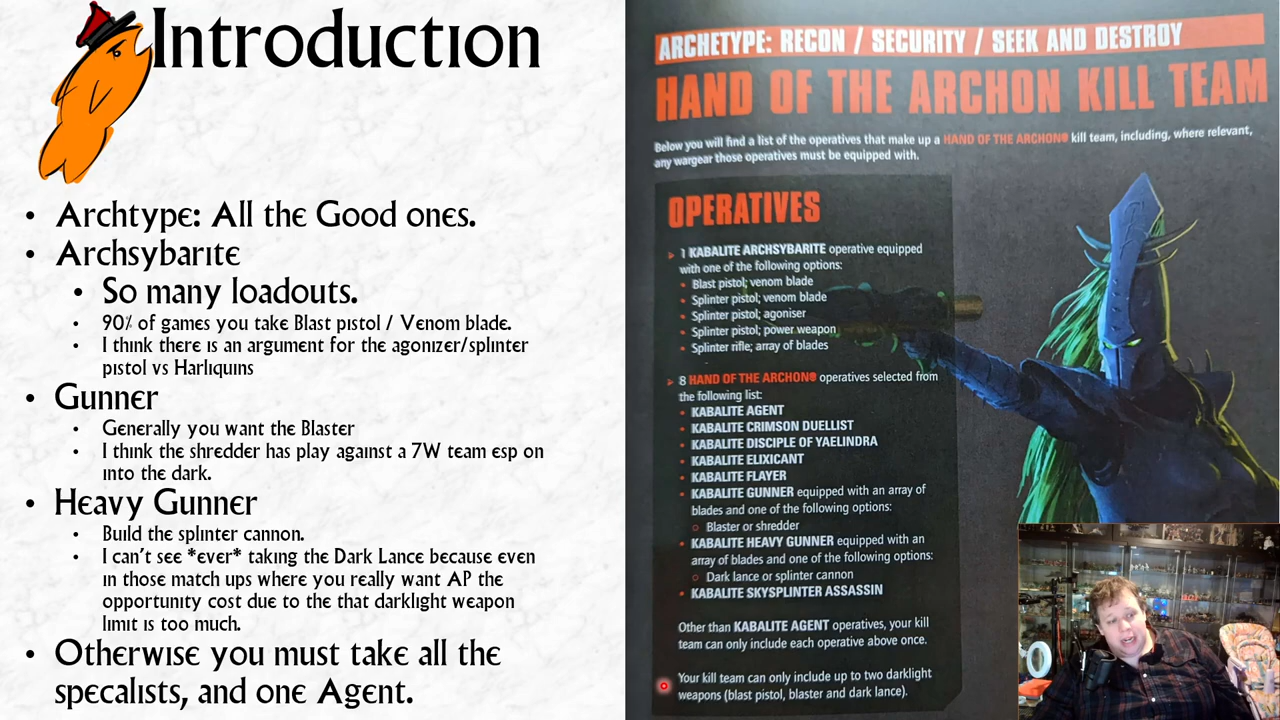 Introduction
• Archtype: All the Good ones.
• Archsybarite
• So many loadouts.
• 90% of games you take Blast pistol / Venom blade.
• I think there is an argument for the agonizer/splinter
pistol vs Harliquins
• Gunner
• Generally you want the Blaster
• I think the shredder has play against a 7W team esp on
into the dark.
• Heavy Gunner
• Build the splinter cannon.
• I can't see *ever* taking the Dark Lance because even
in those match ups where you really want AP the
opportunity cost due to the that darklight weapon
limit is too much.
• Otherwise you must take all the
specalists, and one Agent.
ARCHETYPE: RECON / SECURITY / SEEK AND DESTROY
HAND OF THE ARCHON KILL TEAM
Below you will find a list of the operatives that make up a HAND OF THE ARCHON kill team, including, where relevant,
any wargear those operatives must be equipped with.
OPERATIVES
1 KABALITE ARCHSYBARITE operative equipped
with one of the following options:
• Blast pistol; venom blade
• Splinter pistol; venom blade
• Splinter pistol; agoniser
• Splinter pistol; power weapon
• Splinter rifle; array of blades
8 HAND OF THE ARCHON operatives selected from
the following list:
• KABALITE AGENT
• KABALITE CRIMSON DUELLIST
• KABALITE DISCIPLE OF YAELINDRA
• KABALITE ELIXICANT
• KABALITE FLAYER
• KABALITE GUNNER equipped with an array of
blades and one of the following options:
○ Blaster or shredder
• KABALITE HEAVY GUNNER equipped with an
array of blades and one of the following options:
○ Dark lance or splinter cannon
• KABALITE SKYSPLINTER ASSASSIN
Other than KABALITE AGENT operatives, your kill
team can only include each operative above once.
Your kill team can only include up to two darklight
weapons (blast pistol, blaster and dark lance).